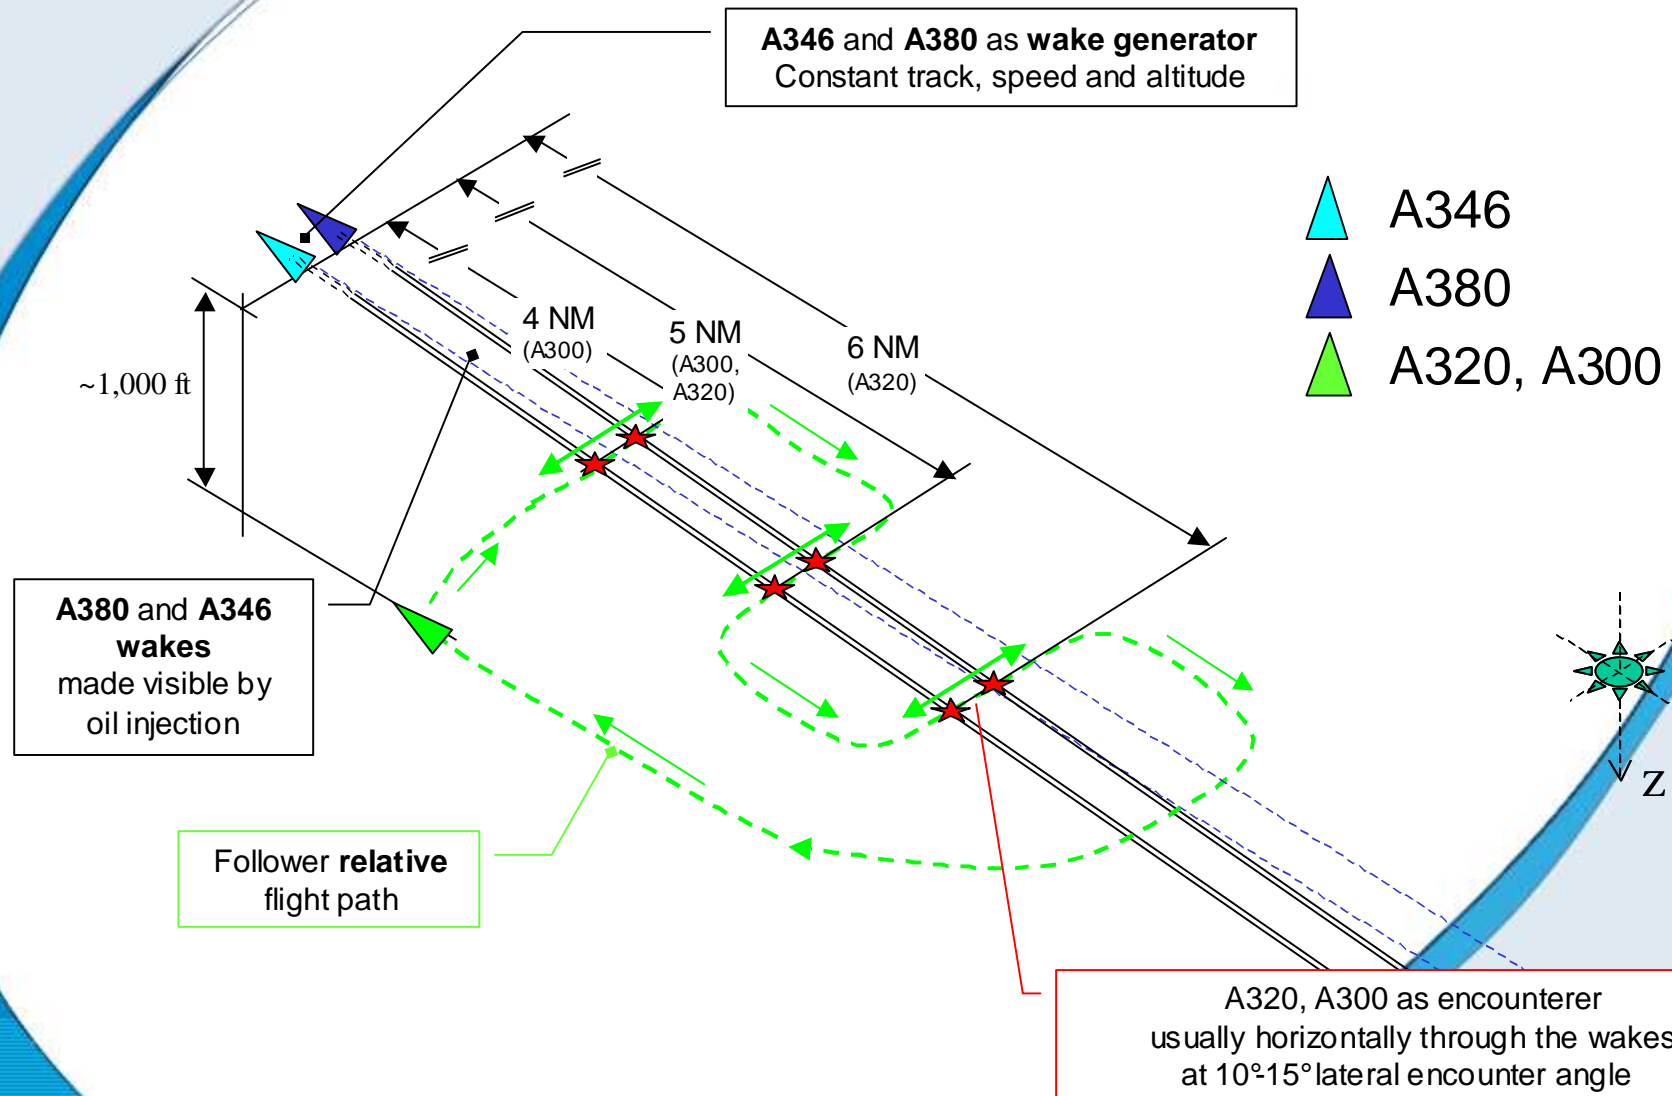 A346 and A380 as wake generator
Constant track, speed and altitude
A346
A380
A320, A300
4 NM
(A300)
5 NM
(A300,
A320)
6 NM
(A320)
~1,000 ft
A380 and A346
wakes
made visible by
oil injection
Z
Follower relative
flight path
A320, A300 as encounterer
usually horizontally through the wakes
at 10°-15° lateral encounter angle